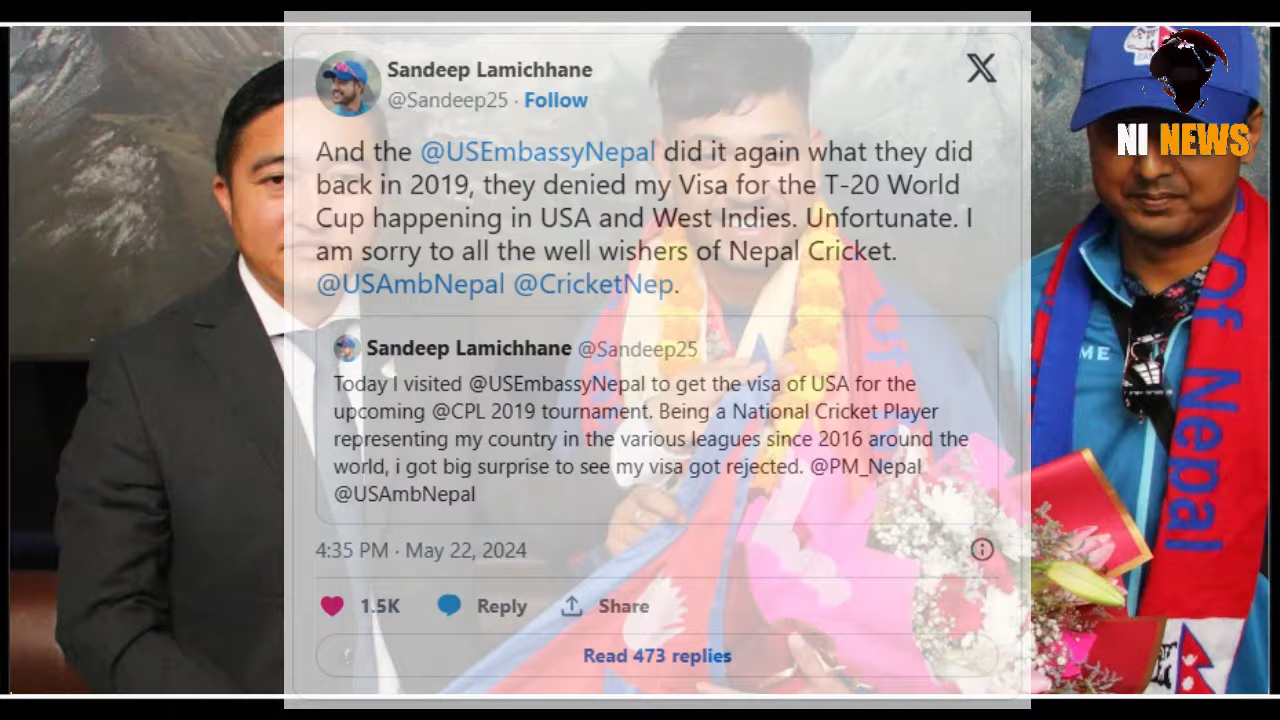 Sandeep Lamichhane
@Sandeep25 · Follow
And the @USEmbassyNepal did it again what they did
back in 2019, they denied my Visa for the T-20 World
Cup happening in USA and West Indies. Unfortunate. I
am sorry to all the well wishers of Nepal Cricket.
@USAmbNepal @CricketNep.
Sandeep Lamichhane @Sandeep25
Today I visited @USEmbassyNepal to get the visa of USA for the
upcoming @CPL 2019 tournament. Being a National Cricket Player
representing my country in the various leagues since 2016 around the
world, i got big surprise to see my visa got rejected. @PM_Nepal
@USAmbNepal
4:35 PM · May 22, 2024
1.5K Reply Share
Read 473 replies
NI NEWS
Of Nepal